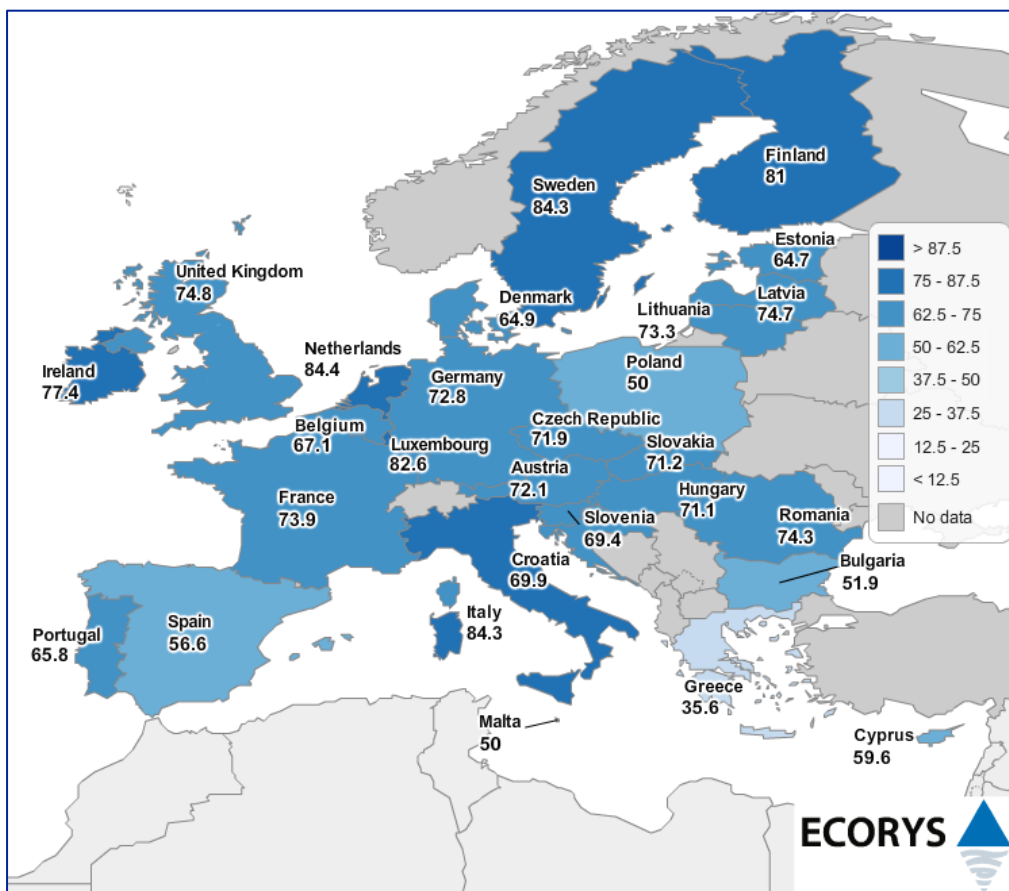 Finland
81
Sweden
84.3
Estonia
64.7
United Kingdom
74.8
Denmark
64.9
Latvia
74.7
Lithuania
73.3
Netherlands
84.4
Ireland
77.4
Germany
72.8
Poland
50
Belgium
67.1
Czech Republic
71.9
Luxembourg
82.6
Slovakia
71.2
Austria
72.1
France
73.9
Hungary
71.1
Slovenia
69.4
Romania
74.3
Croatia
69.9
Bulgaria
51.9
Italy
84.3
Spain
56.6
Portugal
65.8
Greece
35.6
Malta
50
Cyprus
59.6
> 87.5
75 - 87.5
62.5 - 75
50 - 62.5
37.5 - 50
25 - 37.5
12.5 - 25
< 12.5
No data
ECORYS